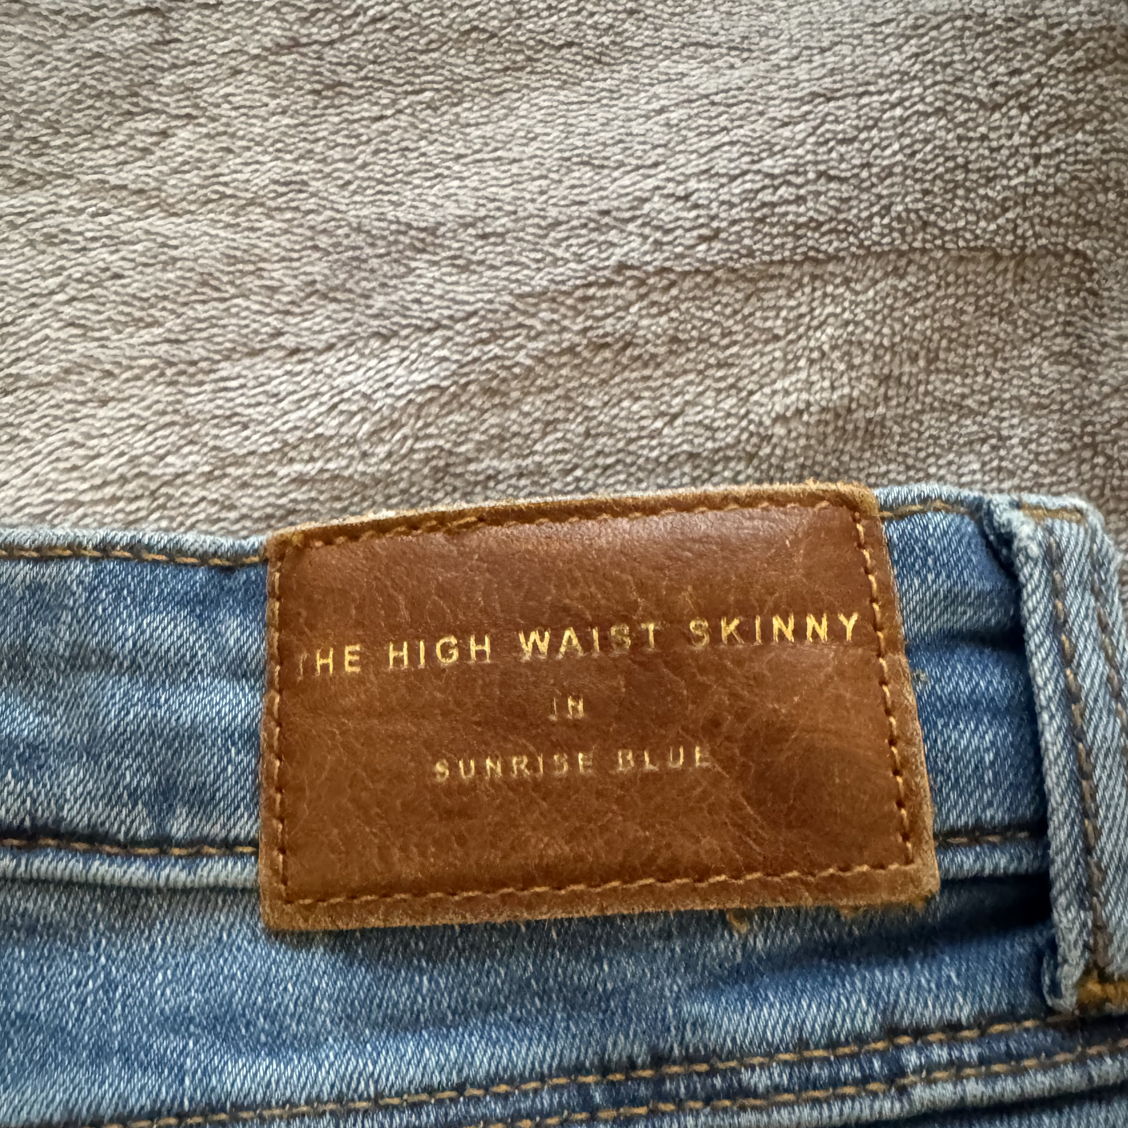 THE HIGH WAIST SKINNY
IN
SUNRISE BLUE